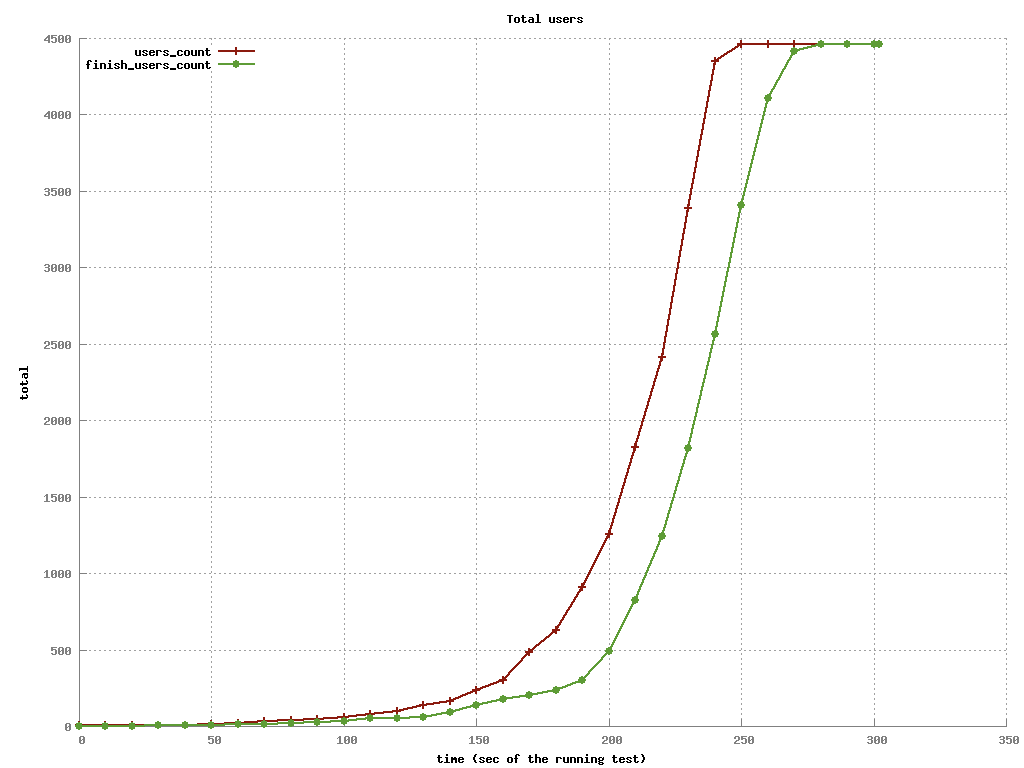 Total users
users_count
finish_users_count
4500
4000
3500
3000
2500
2000
1500
1000
500
0
total
0 50 100 150 200 250 300 350
time (sec of the running test)